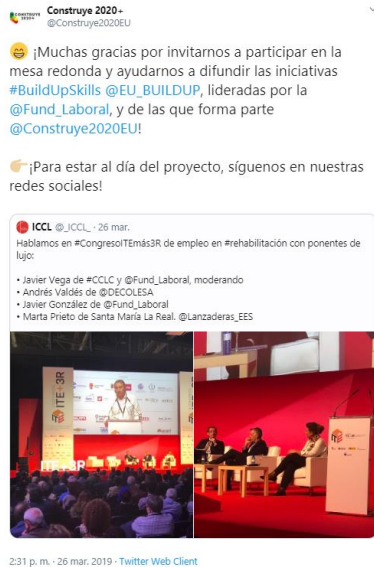 Construye 2020+
@Construye2020EU
😁 ¡Muchas gracias por invitarnos a participar en la
mesa redonda y ayudarnos a difundir las iniciativas
#BuildUpSkills @EU_BUILDUP, lideradas por la
@Fund_Laboral, y de las que forma parte
@Construye2020EU!
👉🏼¡Para estar al día del proyecto, síguenos en nuestras
redes sociales!
ICCL @_ICCL_ · 26 mar.
Hablamos en #CongresoITEmás3R de empleo en #rehabilitación con ponentes de
lujo:
• Javier Vega de #CCLC y @Fund_Laboral, moderando
• Andrés Valdés de @DECOLESA
• Javier González de @Fund_Laboral
• Marta Prieto de Santa María La Real. @Lanzaderas_EES
ITE+3R
ITE+3R
2:31 p. m. · 26 mar. 2019 · Twitter Web Client